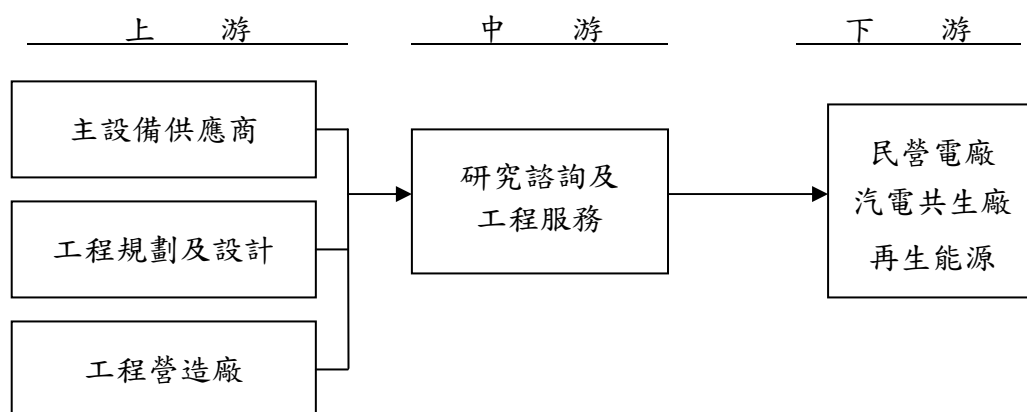 上 游
中 游
下 游
主設備供應商
工程規劃及設計
工程營造廠
研究諮詢及
工程服務
民營電廠
汽電共生廠
再生能源